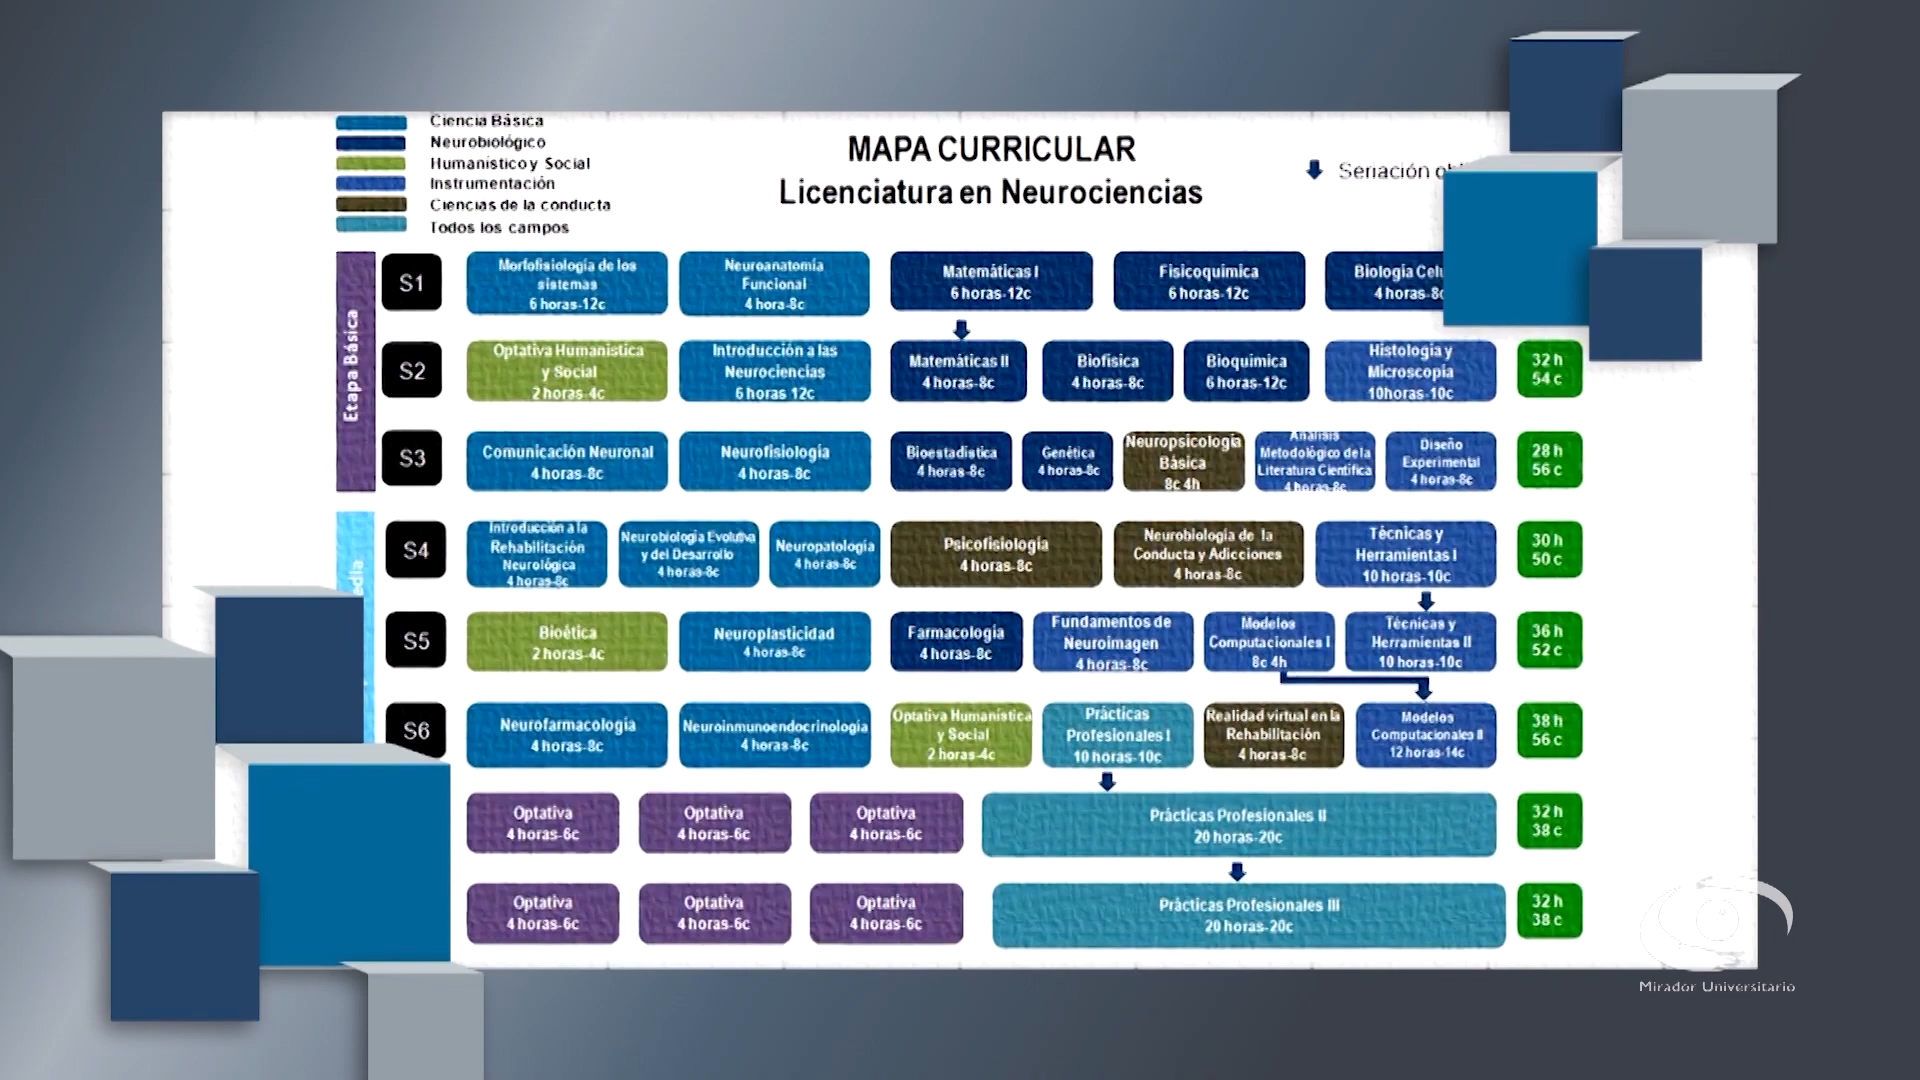 Ciencia Básica
Neurobiológico
Humanístico y Social
Instrumentación
Ciencias de la conducta
Todos los campos
MAPA CURRICULAR
Licenciatura en Neurociencias
Seriación
Etapa Básica
S1
Morfofisiología de los
sistemas
6 horas-12c
Neuroanatomía
Funcional
4 hora-8c
Matemáticas I
6 horas-12c
Fisicoquímica
6 horas-12c
Biología
4 horas-8c
S2
Optativa Humanística
y Social
2 horas-4c
Introducción a las
Neurociencias
6 horas 12c
Matemáticas II
4 horas-8c
Biofísica
4 horas-8c
Bioquímica
6 horas-12c
Histología y
Microscopía
10horas-10c
32 h
54 c
S3
Comunicación Neuronal
4 horas-8c
Neurofisiología
4 horas-8c
Bioestadística
4 horas-8c
Genética
4 horas-8c
Neuropsicología
Básica
8c 4h
Análisis
Metodológico de la
Literatura Científica
4 horas-8c
Diseño
Experimental
4 horas-8c
28 h
56 c
S4
Introducción a la
Rehabilitación
Neurológica
4 horas-8c
Neurobiología Evolutiva
y del Desarrollo
4 horas-8c
Neuropatología
4 horas-8c
Psicofisiología
4 horas-8c
Neurobiología de la
Conducta y Adicciones
4 horas-8c
Técnicas y
Herramientas I
10 horas-10c
30 h
50 c
S5
Bioética
2 horas-4c
Neuroplasticidad
4 horas-8c
Farmacología
4 horas-8c
Fundamentos de
Neuroimagen
4 horas-8c
Modelos
Computacionales I
8c 4h
Técnicas y
Herramientas II
10 horas-10c
36 h
52 c
S6
Neurofarmacología
4 horas-8c
Neuroinmunoendocrinología
4 horas-8c
Optativa Humanística
y Social
2 horas-4c
Prácticas
Profesionales I
10 horas-10c
Realidad virtual en la
Rehabilitación
4 horas-8c
Modelos
Computacionales II
12 horas-14c
38 h
56 c
Optativa
4 horas-6c
Optativa
4 horas-6c
Optativa
4 horas-6c
Prácticas Profesionales II
20 horas-20c
32 h
38 c
Optativa
4 horas-6c
Optativa
4 horas-6c
Optativa
4 horas-6c
Prácticas Profesionales III
20 horas-20c
32 h
38 c
Mirador Universitario